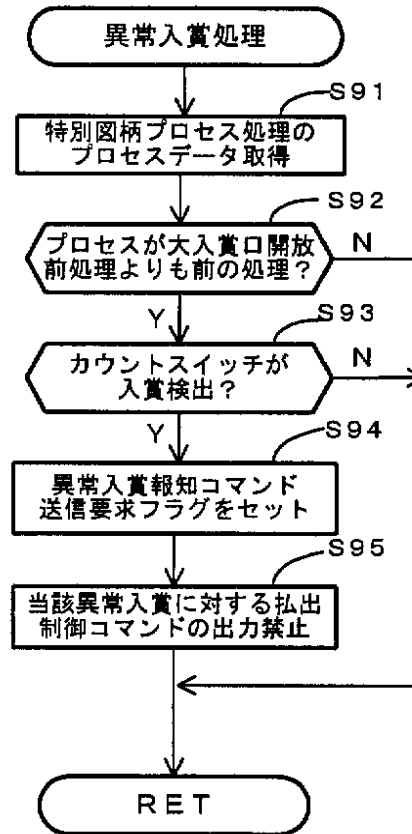 異常入賞処理
S91
特別図柄プロセス処理の
プロセスデータ取得
S92
プロセスが大入賞口開放
前処理よりも前の処理?
N
Y
S93
カウントスイッチが
入賞検出?
N
Y
S94
異常入賞報知コマンド
送信要求フラグをセット
S95
当該異常入賞に対する払出
制御コマンドの出力禁止
RET